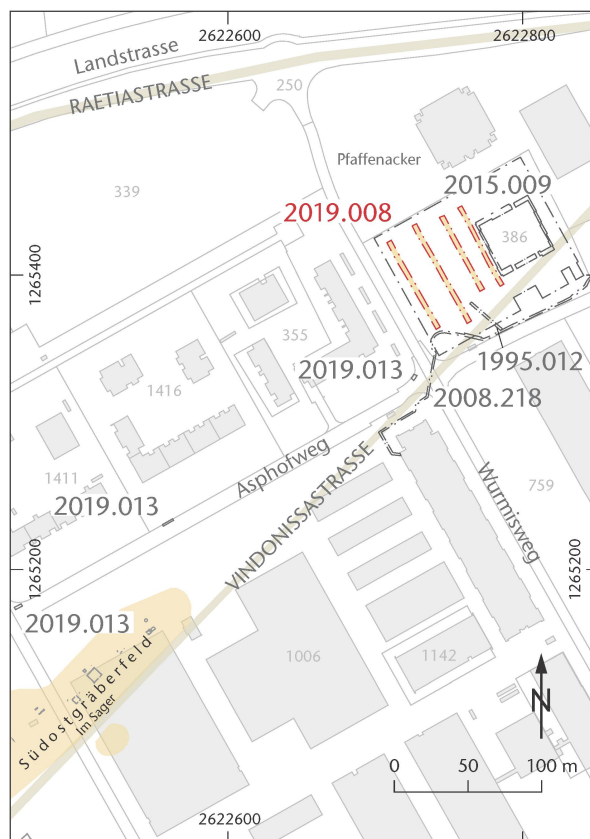 2622600
2622800
Landstrasse
RAETIASTRASSE
250
Pfaffenacker
339
2015.009
2019.008
386
1265400
1265400
355
2019.013
1995.012
1416
2008.218
Asphofweg
VINDONISSASTRASSE
1411
2019.013
Wurmisweg
759
1265200
1265200
2019.013
Südostgräberfeld
Im Sager
1006
1142
N
0 50 100 m
2622600
2622800